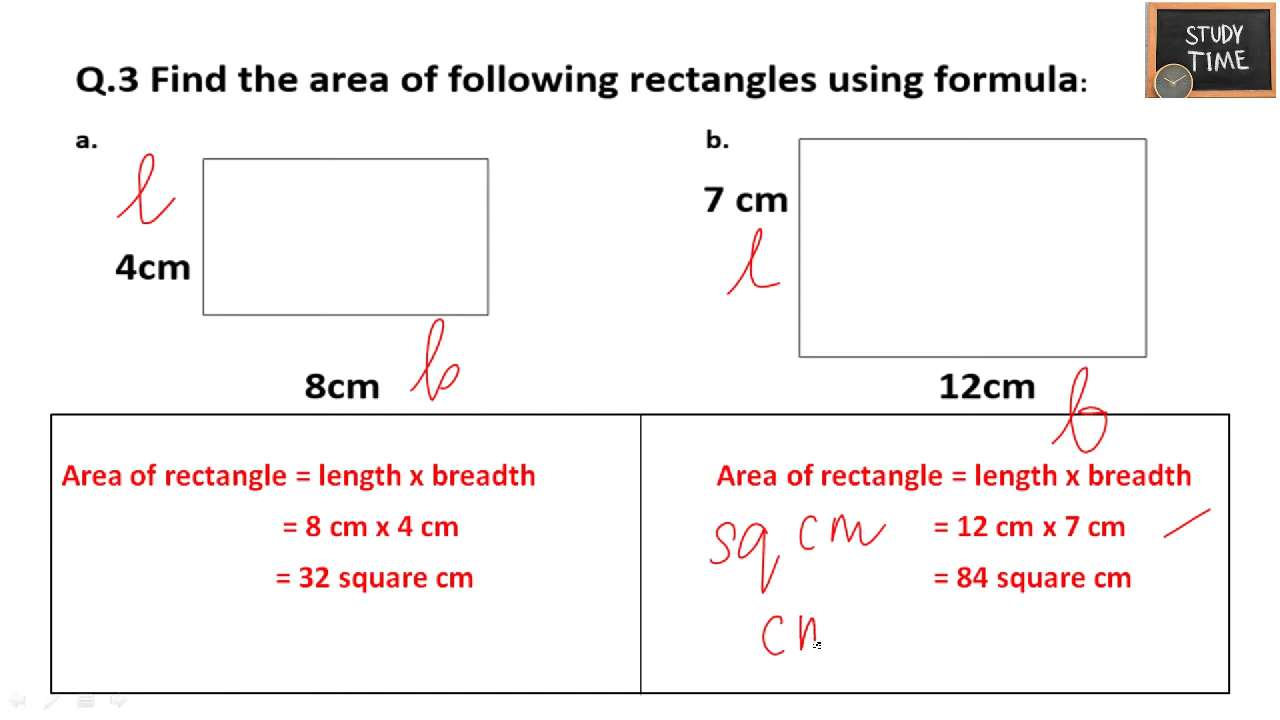 STUDY
TIME
Q.3 Find the area of following rectangles using formula:
a.
l
4cm
8cm b
b.
7 cm
l
12cm b
Area of rectangle = length x breadth
= 8 cm x 4 cm
= 32 square cm
Area of rectangle = length x breadth
sq cm = 12 cm x 7 cm
= 84 square cm